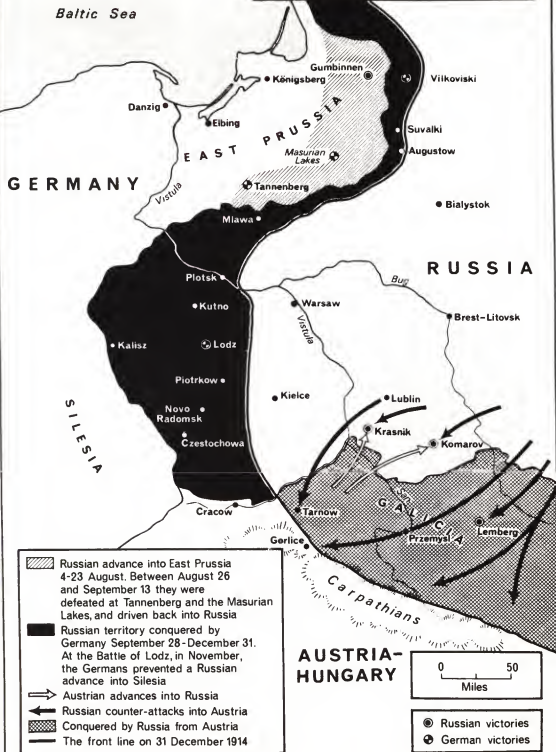 Baltic Sea
Gumbinnen
Königsberg
Vilkoviski
Danzig
Elbing
EAST PRUSSIA
Suvalki
Masurian
Lakes
Augustow
GERMANY
Tannenberg
Vistula
Mlawa
Bialystok
RUSSIA
Plotsk
Bug
Kutno
Warsaw
Brest-Litovsk
Vistula
Kalisz
Lodz
Piotrkow
Kielce
Lublin
SILESIA
Novo
Radomsk
Krasnik
Czestochowa
Komarov
San
GALICIA
Cracow
Tarnow
Przemysl
Lemberg
Gorlice
Carpathians
Russian advance into East Prussia
4-23 August. Between August 26
and September 13 they were
defeated at Tannenberg and the Masurian
Lakes, and driven back into Russia
Russian territory conquered by
Germany September 28-December 31.
At the Battle of Lodz, in November,
the Germans prevented a Russian
advance into Silesia
Austrian advances into Russia
Russian counter-attacks into Austria
Conquered by Russia from Austria
The front line on 31 December 1914
AUSTRIA-
HUNGARY
0 50
Miles
Russian victories
German victories